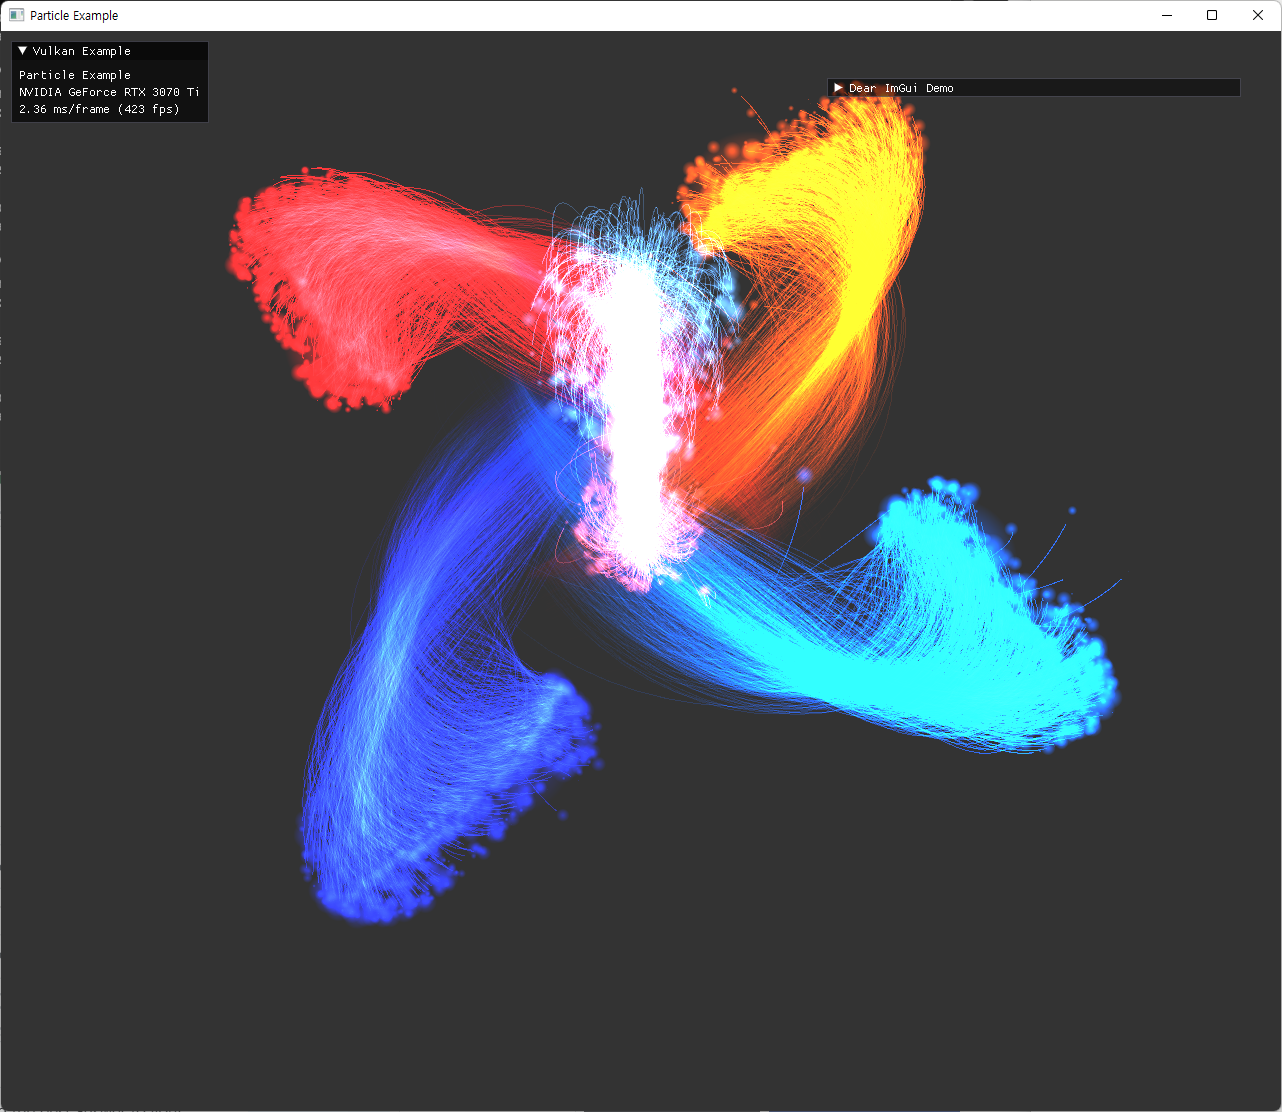 Particle Example
Vulkan Example
Particle Example
NVIDIA GeForce RTX 3070 Ti
2.36 ms/frame (423 fps)
Dear ImGui Demo